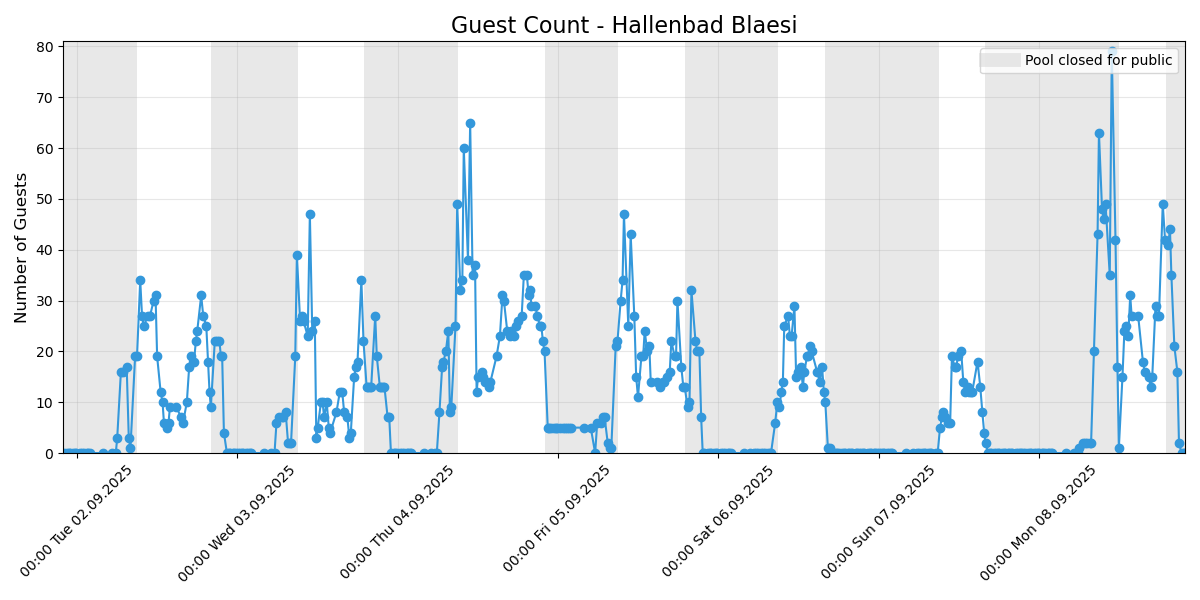 Guest Count - Hallenbad Blaesi
Pool closed for public
Number of Guests
80
70
60
50
40
30
20
10
0
00:00 Tue 02.09.2025
00:00 Wed 03.09.2025
00:00 Thu 04.09.2025
00:00 Fri 05.09.2025
00:00 Sat 06.09.2025
00:00 Sun 07.09.2025
00:00 Mon 08.09.2025